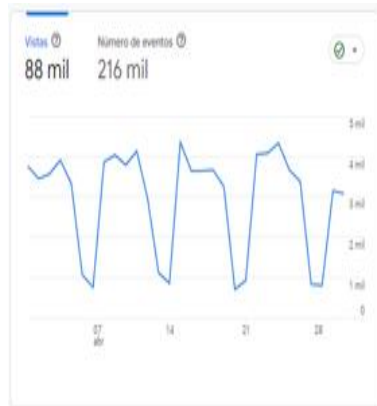 Vistas Número de eventos
88 mil 216 mil
5 mil
4 mil
3 mil
2 mil
1 mil
0
07 14 21 28
abr